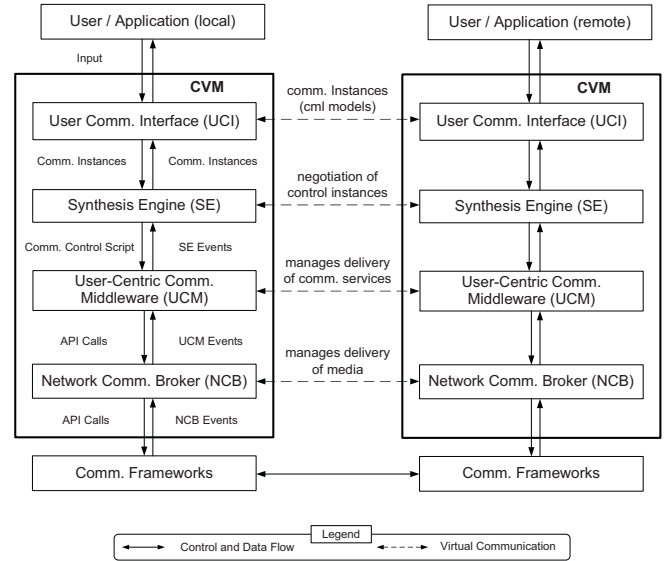 User / Application (local)
User / Application (remote)
Input
CVM
CVM
comm. Instances
(cml models)
User Comm. Interface (UCI)
User Comm. Interface (UCI)
Comm. Instances
Comm. Instances
negotiation of
control instances
Synthesis Engine (SE)
Synthesis Engine (SE)
Comm. Control Script
SE Events
manages delivery
of comm. services
User-Centric Comm.
Middleware (UCM)
User-Centric Comm.
Middleware (UCM)
API Calls
UCM Events
manages delivery
of media
Network Comm. Broker (NCB)
Network Comm. Broker (NCB)
API Calls
NCB Events
Comm. Frameworks
Comm. Frameworks
Legend
Control and Data Flow
Virtual Communication